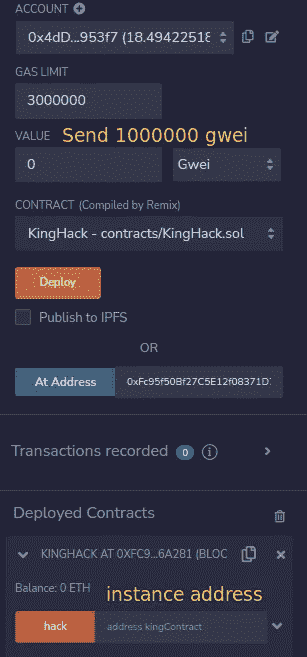 ACCOUNT
0x4dD...953f7 (18.49422518
GAS LIMIT
3000000
VALUE Send 1000000 gwei
0 Gwei
CONTRACT (Compiled by Remix)
KingHack - contracts/KingHack.sol
Deploy
Publish to IPFS
OR
At Address 0xFc95f50Bf27C5E12f08371D
Transactions recorded 0 i
Deployed Contracts
KINGHACK AT 0XFC9...6A281 (BLOC
Balance: 0 ETH instance address
hack address kingContract